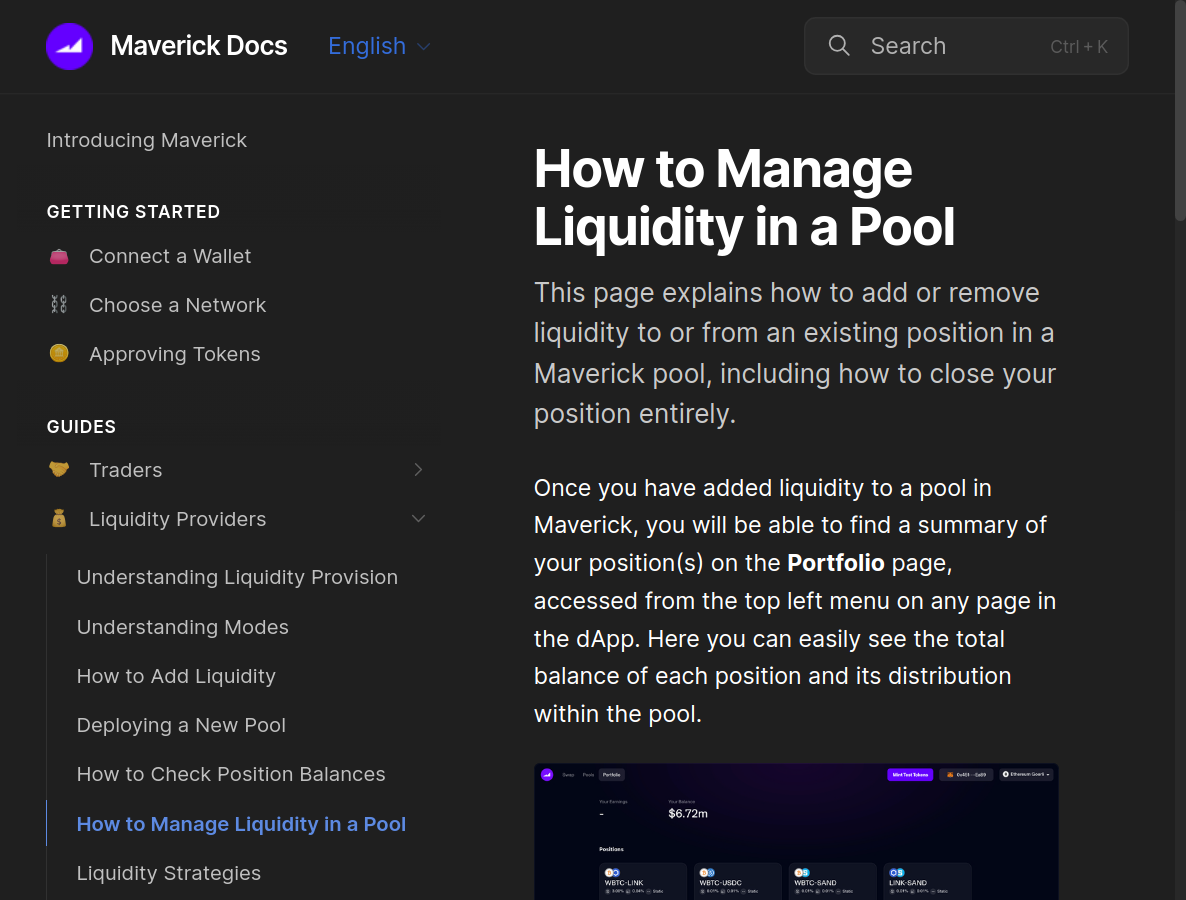 Maverick Docs
English
Search
Ctrl + K
Introducing Maverick
GETTING STARTED
Connect a Wallet
Choose a Network
Approving Tokens
GUIDES
Traders
Liquidity Providers
Understanding Liquidity Provision
Understanding Modes
How to Add Liquidity
Deploying a New Pool
How to Check Position Balances
How to Manage Liquidity in a Pool
Liquidity Strategies
How to Manage
Liquidity in a Pool
This page explains how to add or remove
liquidity to or from an existing position in a
Maverick pool, including how to close your
position entirely.
Once you have added liquidity to a pool in
Maverick, you will be able to find a summary of
your position(s) on the Portfolio page,
accessed from the top left menu on any page in
the dApp. Here you can easily see the total
balance of each position and its distribution
within the pool.
Swap Pools Portfolio
Mint Test Tokens
Your Earnings
-
Your Balance
$6.72m
Positions
WBTC-LINK
WBTC-USDC
WBTC-SAND
LINK-SAND